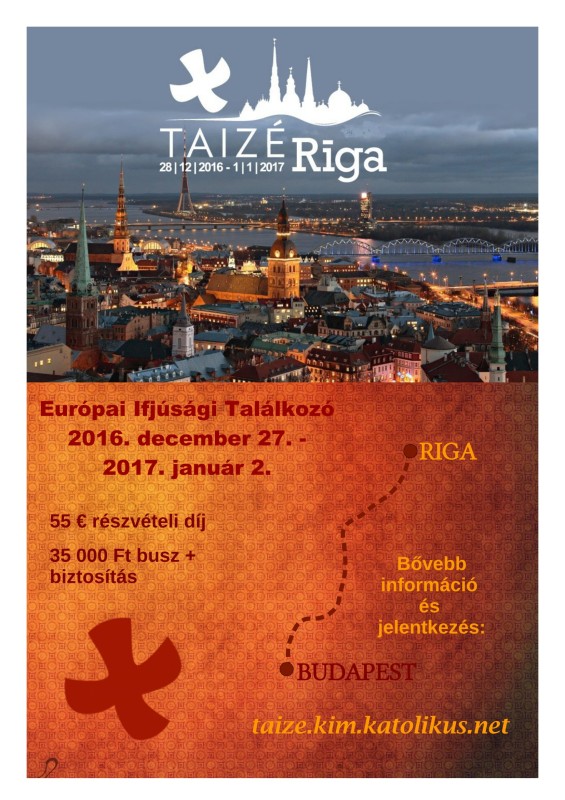 TAIZÉ
Riga
28|12|2016 - 1|1|2017
Európai Ifjúsági Találkozó
2016. december 27. -
2017. január 2.
55 € részvételi díj
35 000 Ft busz +
biztosítás
RIGA
Bővebb
információ
és
jelentkezés:
BUDAPEST
taize.kim.katolikus.net